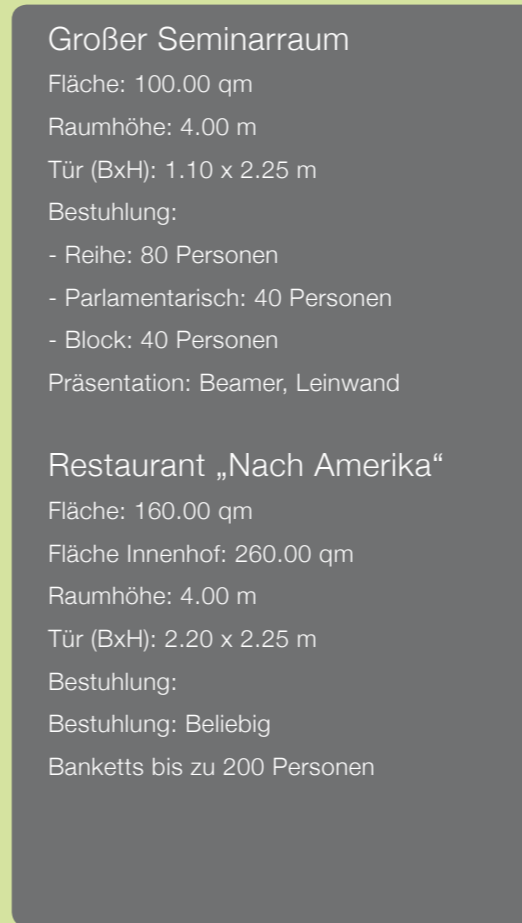 Großer Seminarraum
Fläche: 100.00 qm
Raumhöhe: 4.00 m
Tür (BxH): 1.10 x 2.25 m
Bestuhlung:
- Reihe: 80 Personen
- Parlamentarisch: 40 Personen
- Block: 40 Personen
Präsentation: Beamer, Leinwand
Restaurant „Nach Amerika“
Fläche: 160.00 qm
Fläche Innenhof: 260.00 qm
Raumhöhe: 4.00 m
Tür (BxH): 2.20 x 2.25 m
Bestuhlung:
Bestuhlung: Beliebig
Banketts bis zu 200 Personen